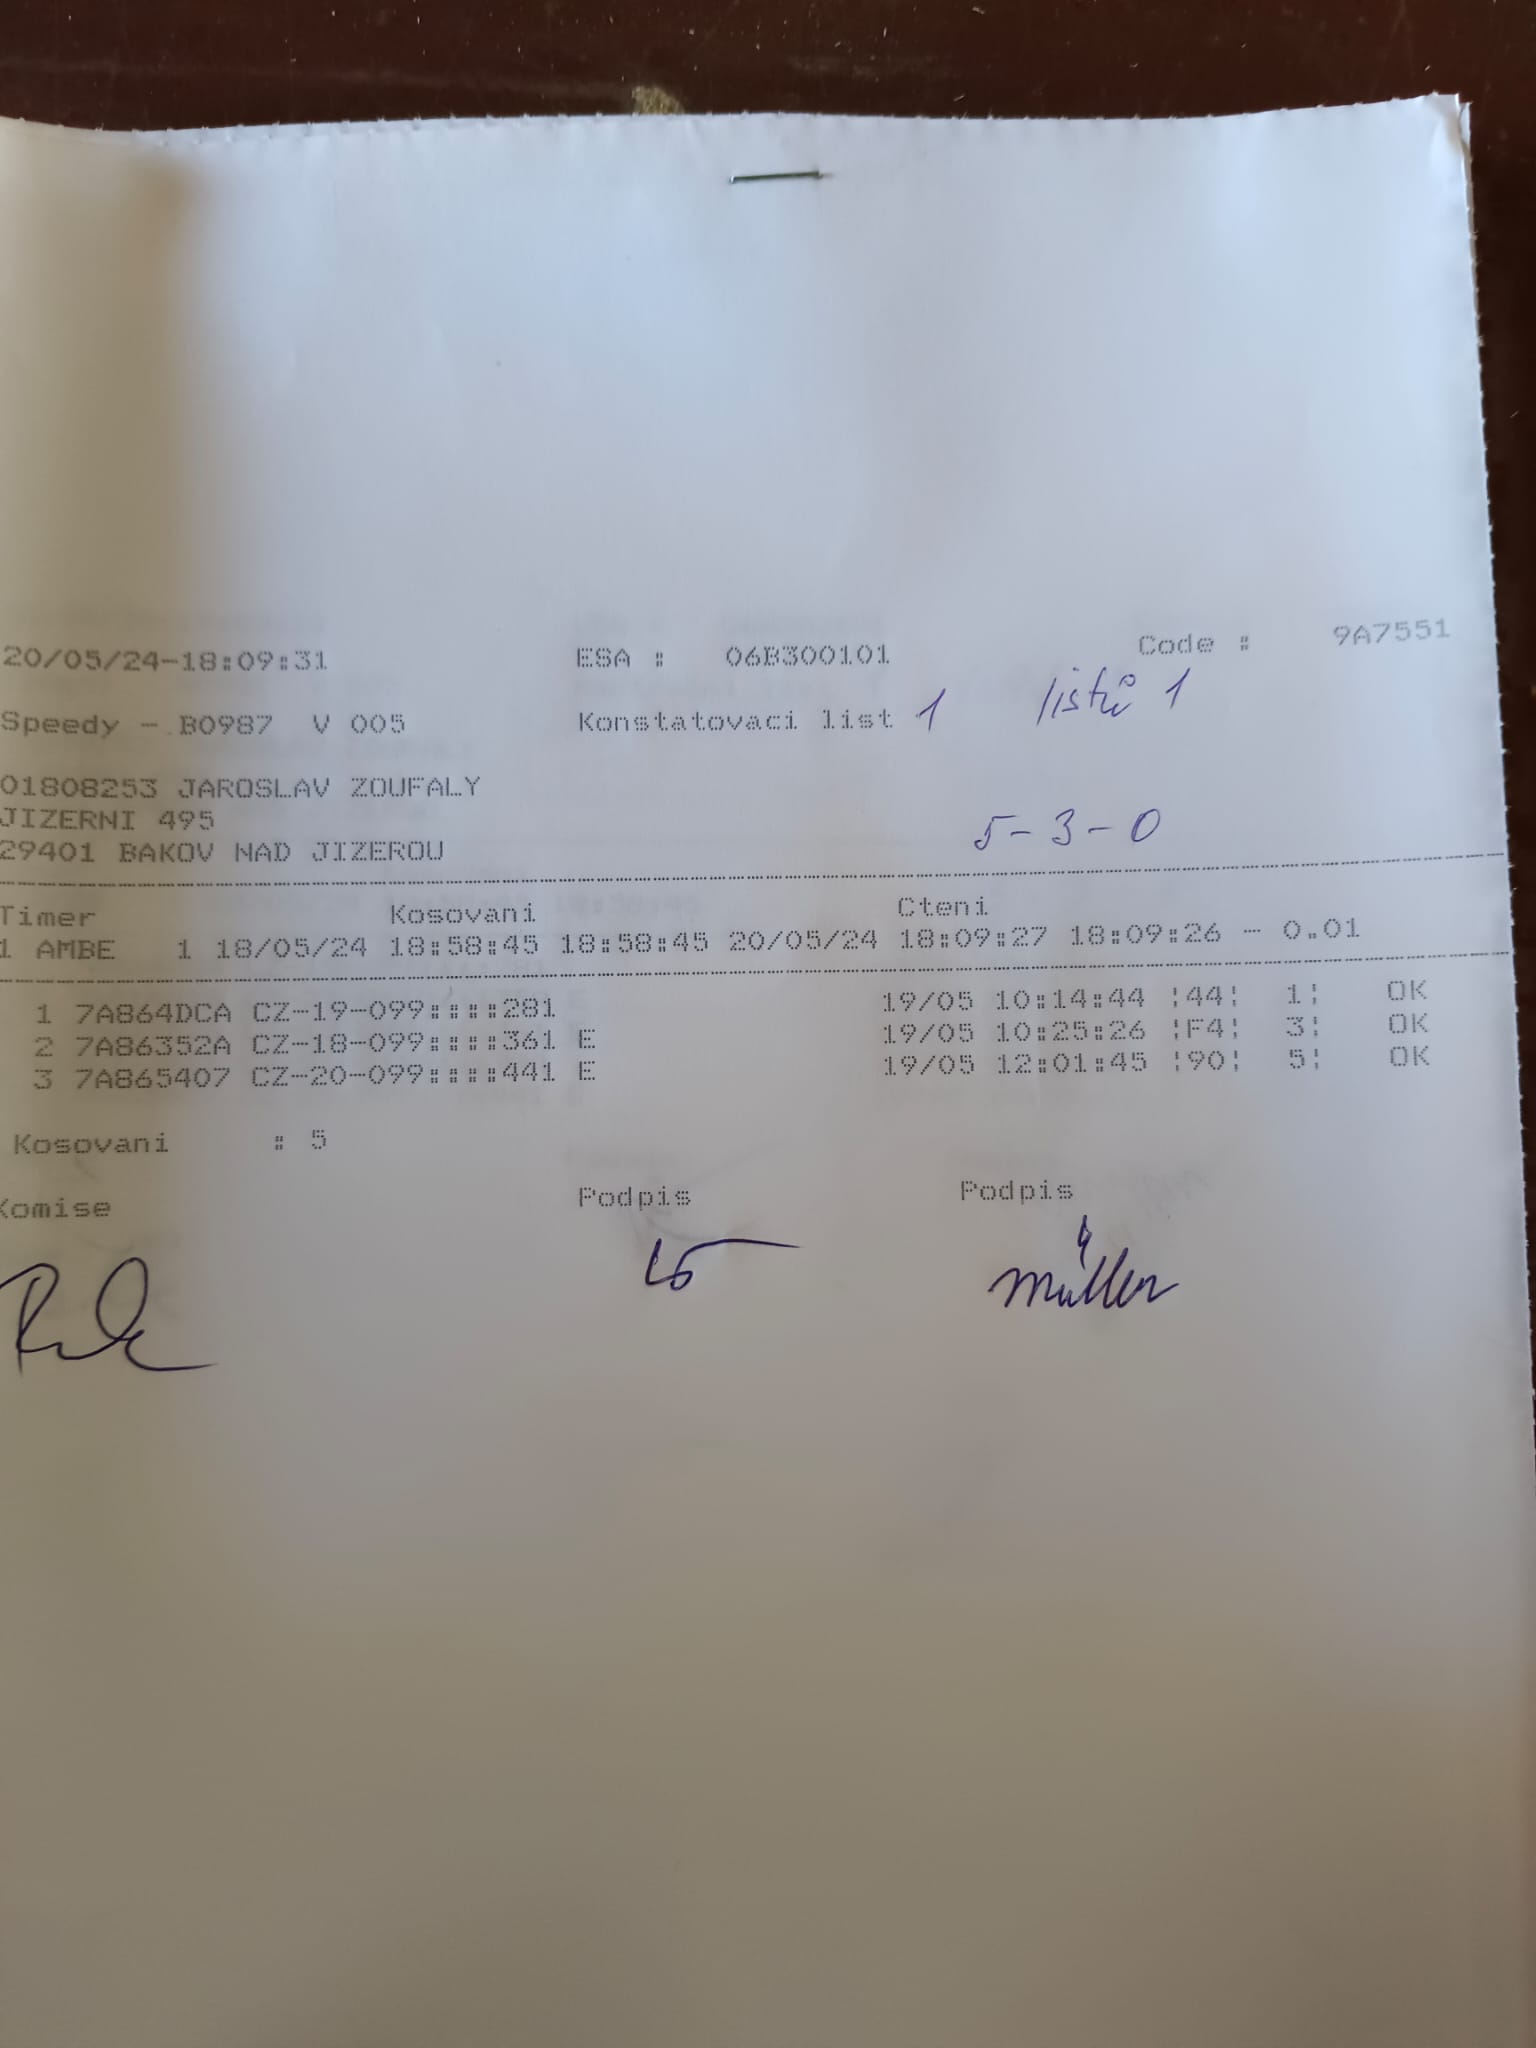 20/05/24-18:09:31 ESA : 06B300101 Code : 9A7551
Speedy - B0987 V 005 Konstatovaci list 1 listů 1
01808253 JAROSLAV ZOUFALY
JIZERNI 495
5-3-0
29401 BAKOV NAD JIZEROU
Timer Kosovani Cteni
1 AMBE 1 18/05/24 18:58:45 18:58:45 20/05/24 18:09:27 18:09:26 - 0.01
1 7A864DCA CZ-19-099::::281 19/05 10:14:44 ¦44¦ 1¦ OK
2 7A86352A CZ-18-099::::361 E 19/05 10:25:26 ¦F4¦ 3¦ OK
3 7A865407 CZ-20-099::::441 E 19/05 12:01:45 ¦90¦ 5¦ OK
Kosovani : 5
Komise Podpis Podpis
Müller